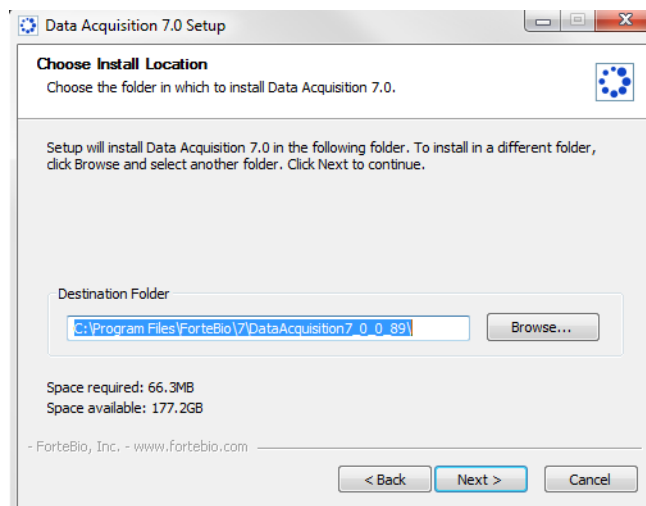 Data Acquisition 7.0 Setup
Choose Install Location
Choose the folder in which to install Data Acquisition 7.0.
Setup will install Data Acquisition 7.0 in the following folder. To install in a different folder,
click Browse and select another folder. Click Next to continue.
Destination Folder
C:\Program Files\ForteBio\7\DataAcquisition7_0_0_89\
Browse...
Space required: 66.3MB
Space available: 177.2GB
- ForteBio, Inc. - www.fortebio.com
< Back
Next >
Cancel